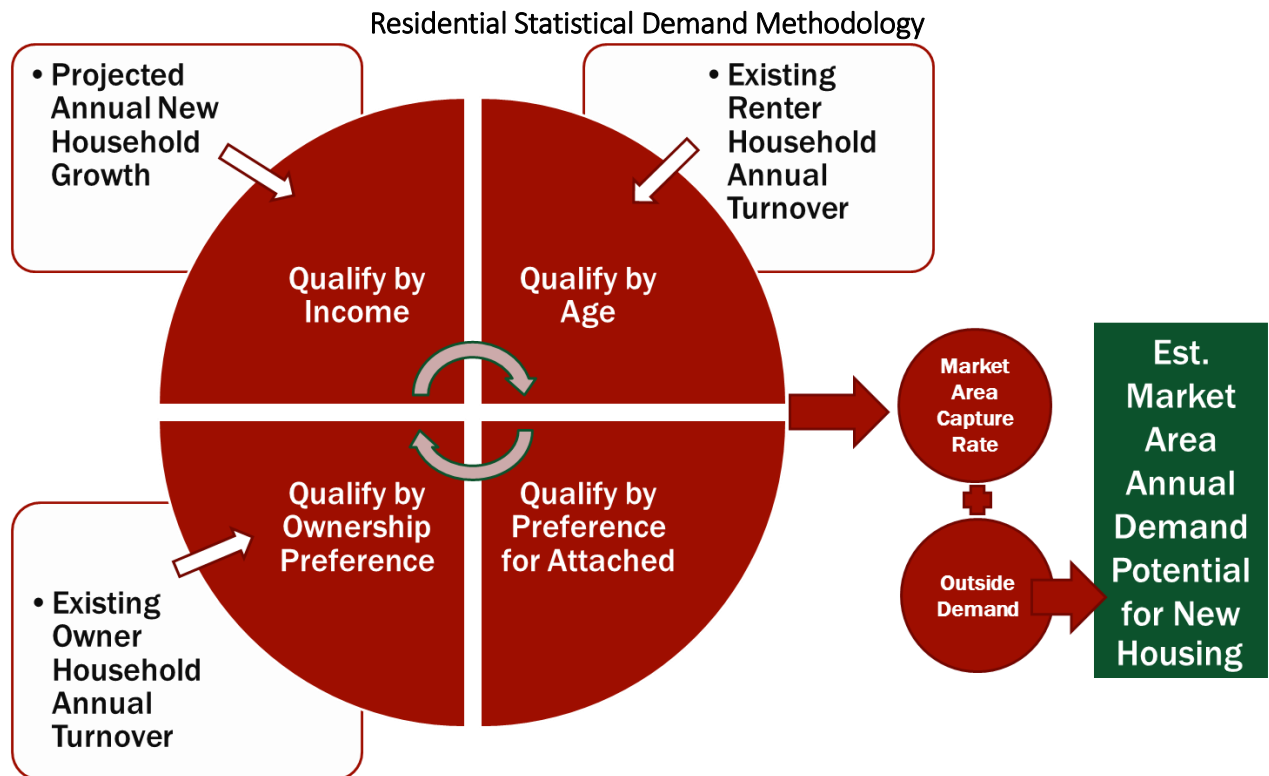 Residential Statistical Demand Methodology
• Projected
Annual New
Household
Growth
• Existing
Renter
Household
Annual
Turnover
Qualify by
Income
Qualify by
Age
Qualify by
Ownership
Preference
Qualify by
Preference
for Attached
• Existing
Owner
Household
Annual
Turnover
Market
Area
Capture
Rate
Outside
Demand
Est.
Market
Area
Annual
Demand
Potential
for New
Housing